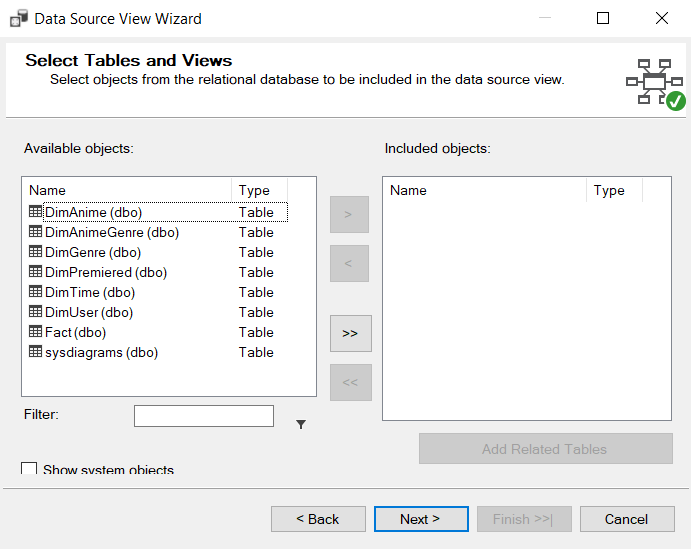 Data Source View Wizard
Select Tables and Views
Select objects from the relational database to be included in the data source view.
Available objects:
Included objects:
Name Type
DimAnime (dbo) Table
DimAnimeGenre (dbo) Table
DimGenre (dbo) Table
DimPremiered (dbo) Table
DimTime (dbo) Table
DimUser (dbo) Table
Fact (dbo) Table
sysdiagrams (dbo) Table
>
<
>>
<<
Name Type
Filter:
Add Related Tables
Show system objects
< Back
Next >
Finish >>|
Cancel